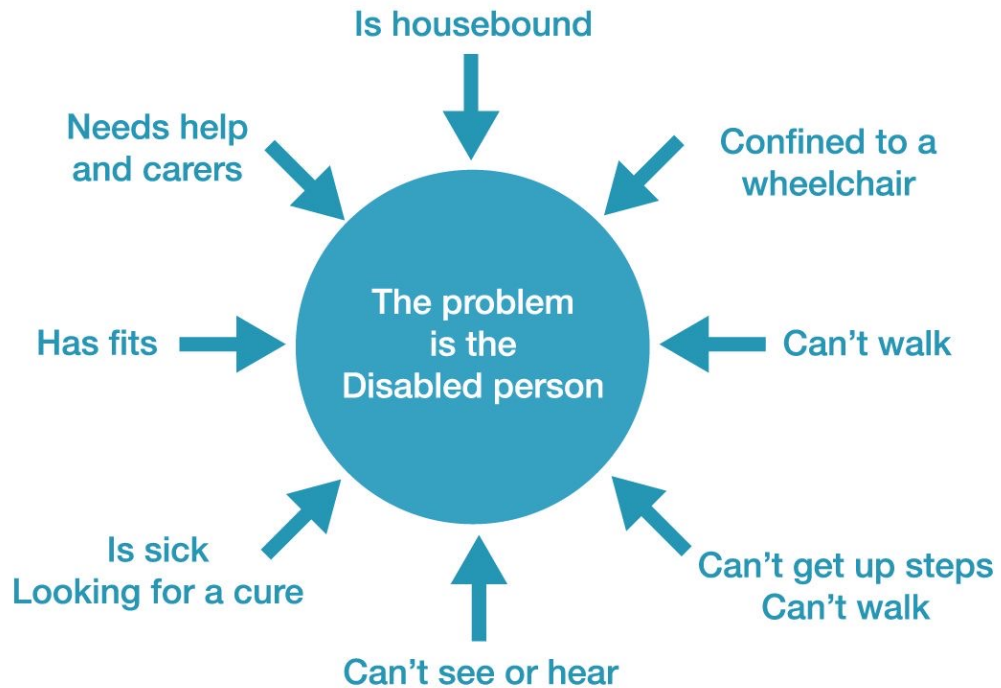 Is housebound
Needs help
and carers
Confined to a
wheelchair
The problem
is the
Disabled person
Has fits
Can't walk
Is sick
Looking for a cure
Can't get up steps
Can't walk
Can't see or hear